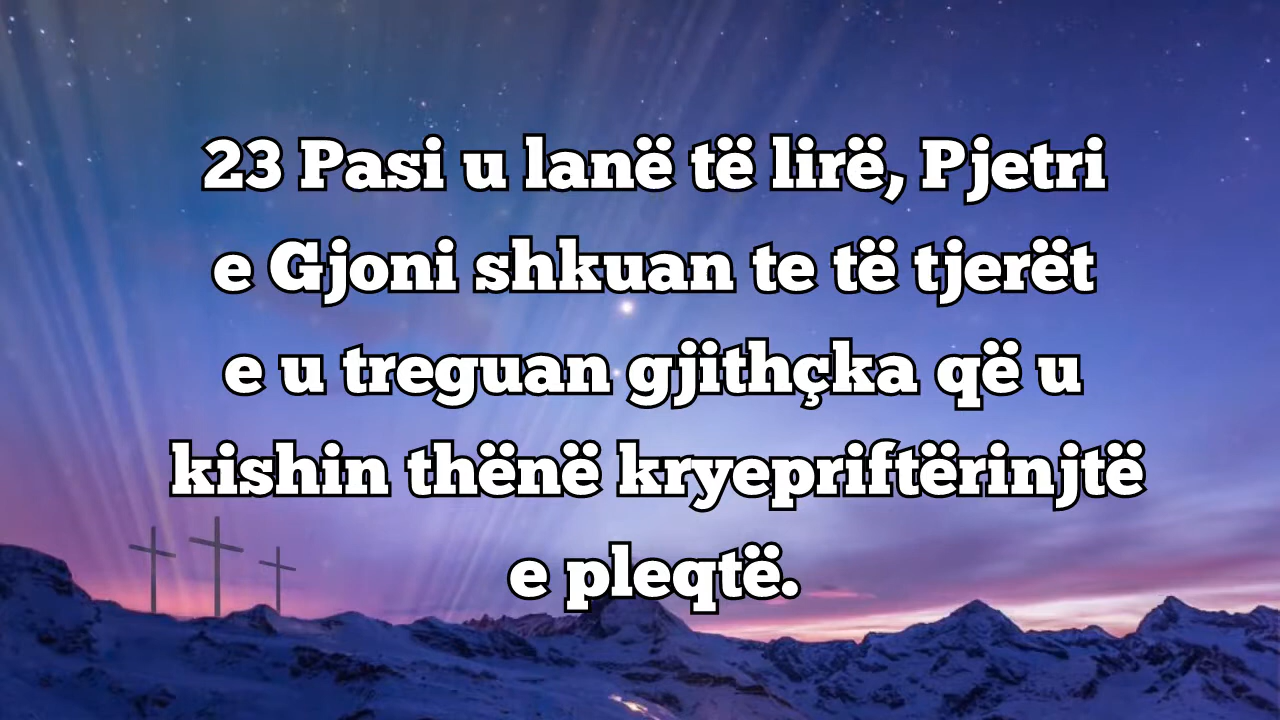 23 Pasi u lanë të lirë, Pjetri
e Gjoni shkuan te të tjerët
e u treguan gjithçka që u
kishin thënë kryepriftërinjtë
e pleqtë.